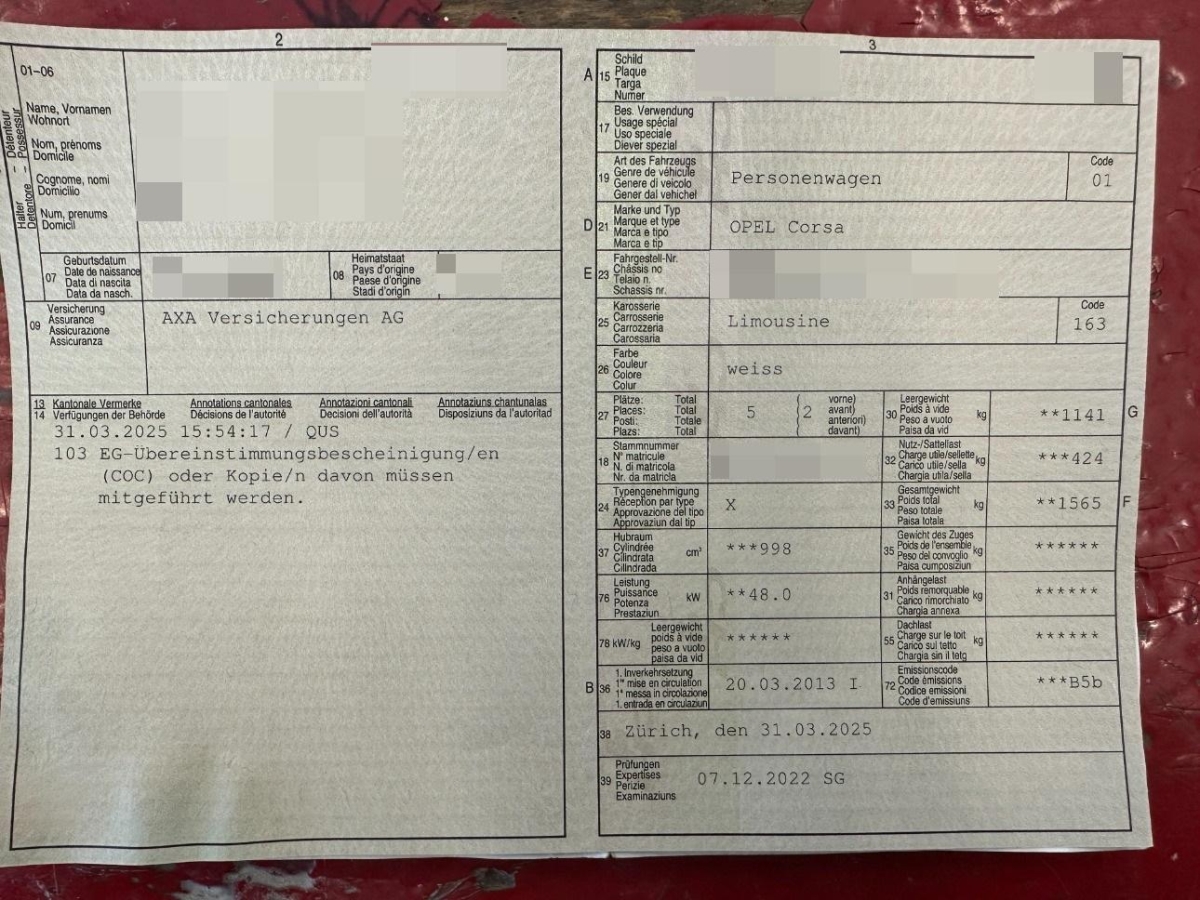 2
01-06
Halter - Détenteur
Detentore - Possessur
Name, Vornamen
Wohnort
Nom, prénoms
Domicile
Cognome, nomi
Domicilio
Num, prenums
Domicil
07
Geburtsdatum
Date de naissance
Data di nascita
Data da nasch.
08
Heimatstaat
Pays d'origine
Paese d'origine
Stadi d'origin
09
Versicherung
Assurance
Assicurazione
Assicuranza
AXA Versicherungen AG
13 Kantonale Vermerke Annotations cantonales Annotazioni cantonali Annotaziuns chantunalas
14 Verfügungen der Behörde Décisions de l'autorité Decisioni dell'autorità Disposiziuns da l'autoritad
31.03.2025 15:54:17 / QUS
103 EG-Übereinstimmungsbescheinigung/en
(COC) oder Kopie/n davon müssen
mitgeführt werden.
3
A 15
Schild
Plaque
Targa
Numer
17
Bes. Verwendung
Usage spécial
Uso speciale
Diever spezial
19
Art des Fahrzeugs
Genre de véhicule
Genere di veicolo
Gener dal vehichel
Personenwagen
Code
01
D 21
Marke und Typ
Marque et type
Marca e tipo
Marca e tip
OPEL Corsa
E 23
Fahrgestell-Nr.
Châssis no
Telaio n.
Schassis nr.
25
Karosserie
Carrosserie
Carrozzeria
Carossaria
Limousine
Code
163
26
Farbe
Couleur
Colore
Colur
weiss
27
Plätze: Total
Places: Total
Posti: Totale
Plazs: Total
5 (2
vorne)
avant)
anteriori)
davant)
30
Leergewicht
Poids à vide
Peso a vuoto
Paisa da vid
kg
**1141
G
18
Stammnummer
N° matricule
N. di matricola
Nr. da matricla
32
Nutz-/Sattellast
Charge utile/sellette
Carico utile/sella
Chargia utila/sella
kg
***424
24
Typengenehmigung
Réception par type
Approvazione del tipo
Approvaziun dal tip
X
33
Gesamtgewicht
Poids total
Peso totale
Paisa totala
kg
**1565
F
37
Hubraum
Cylindrée
Cilindrata
Cilindrada
cm³
***998
35
Gewicht des Zuges
Poids de l'ensemble
Peso del convoglio
Paisa cumposiziun
kg
******
76
Leistung
Puissance
Potenza
Prestaziun
kW
**48.0
31
Anhängelast
Poids remorquable
Carico rimorchiato
Chargia annexa
kg
******
78 kW/kg
Leergewicht
poids à vide
peso a vuoto
paisa da vid
******
55
Dachlast
Charge sur le toit
Carico sul tetto
Chargia sin il tetg
kg
******
B 36
1. Inverkehrsetzung
1re mise en circulation
1a messa in circolazione
1. entrada en circulaziun
20.03.2013 I
72
Emissionscode
Code émissions
Codice emissioni
Code d'emissiuns
***B5b
38
Zürich, den 31.03.2025
39
Prüfungen
Expertises
Perizie
Examinaziuns
07.12.2022 SG